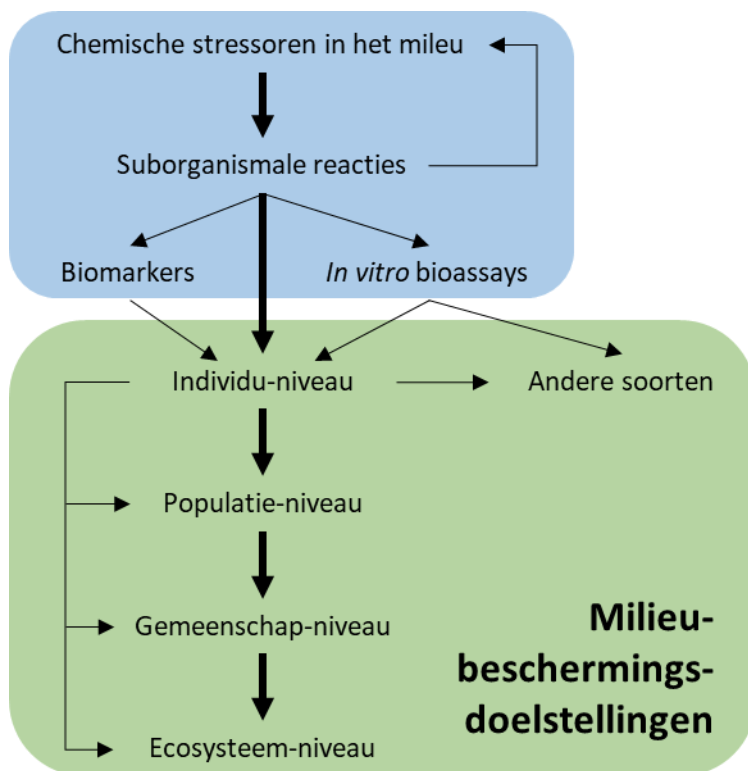 Chemische stressoren in het mileu
Suborganismale reacties
Biomarkers
In vitro bioassays
Individu-niveau
Andere soorten
Populatie-niveau
Gemeenschap-niveau
Ecosysteem-niveau
Milieu-
beschermings-
doelstellingen